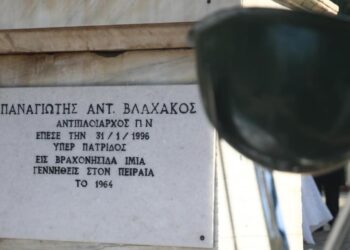 ΠΑΝΑΓΙΩΤΗΣ ΑΝΤ. ΒΛΑΧΑΚΟΣ
ΑΝΤΙΠΛΟΙΑΡΧΟΣ Π Ν
ΕΠΕΣΕ ΤΗΝ 31/1/1996
ΥΠΕΡ ΠΑΤΡΙΔΟΣ
ΕΙΣ ΒΡΑΧΟΝΗΣΙΔΑ ΙΜΙΑ
ΓΕΝΝΗΘΕΙΣ ΣΤΟΝ ΠΕΙΡΑΙΑ
ΤΟ 1964